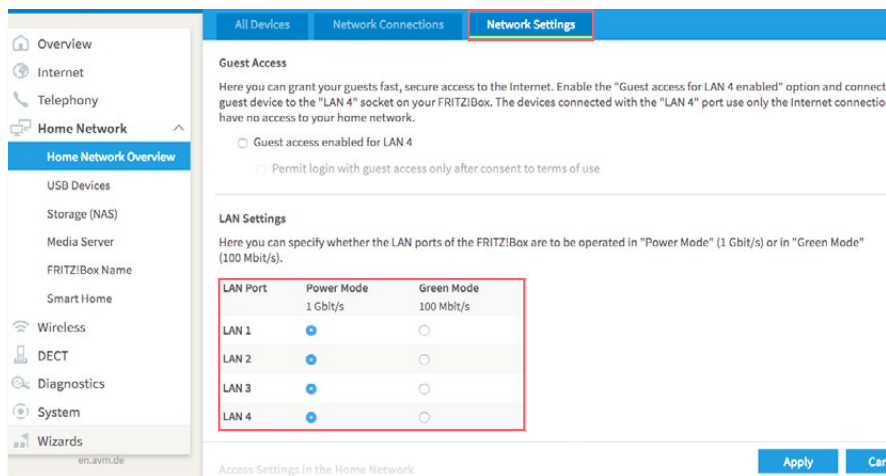 All Devices
Network Connections
Network Settings
Overview
Internet
Telephony
Home Network
Home Network Overview
USB Devices
Storage (NAS)
Media Server
FRITZ!Box Name
Smart Home
Wireless
DECT
Diagnostics
System
Wizards
en.avm.de
Guest Access
Here you can grant your guests fast, secure access to the Internet. Enable the "Guest access for LAN 4 enabled" option and connect
guest device to the "LAN 4" socket on your FRITZ!Box. The devices connected with the "LAN 4" port use only the Internet connectio
have no access to your home network.
Guest access enabled for LAN 4
Permit login with guest access only after consent to terms of use
LAN Settings
Here you can specify whether the LAN ports of the FRITZ!Box are to be operated in "Power Mode" (1 Gbit/s) or in "Green Mode"
(100 Mbit/s).
LAN Port Power Mode Green Mode
1 Gbit/s 100 Mbit/s
LAN 1
LAN 2
LAN 3
LAN 4
Access Settings in the Home Network
Apply
Can